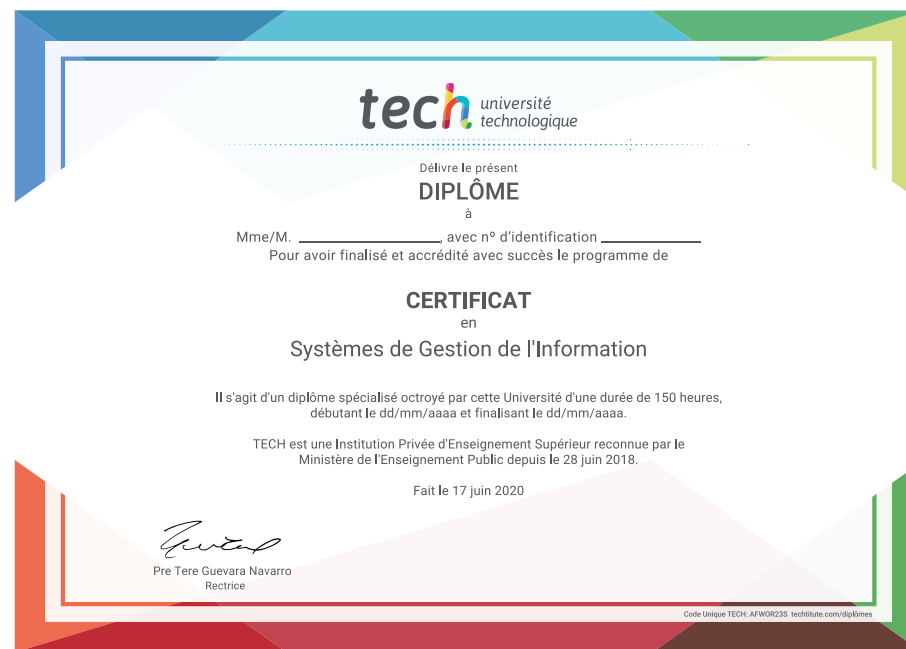 tech université
technologique
Délivre le présent
DIPLÔME
à
Mme/M. ____________________, avec nº d'identification ______________
Pour avoir finalisé et accrédité avec succès le programme de
CERTIFICAT
en
Systèmes de Gestion de l'Information
Il s'agit d'un diplôme spécialisé octroyé par cette Université d'une durée de 150 heures,
débutant le dd/mm/aaaa et finalisant le dd/mm/aaaa.
TECH est une Institution Privée d'Enseignement Supérieur reconnue par le
Ministère de l'Enseignement Public depuis le 28 juin 2018.
Fait le 17 juin 2020
Pre Tere Guevara Navarro
Rectrice
Code Unique TECH: AFWOR23S techtitute.com/diplômes